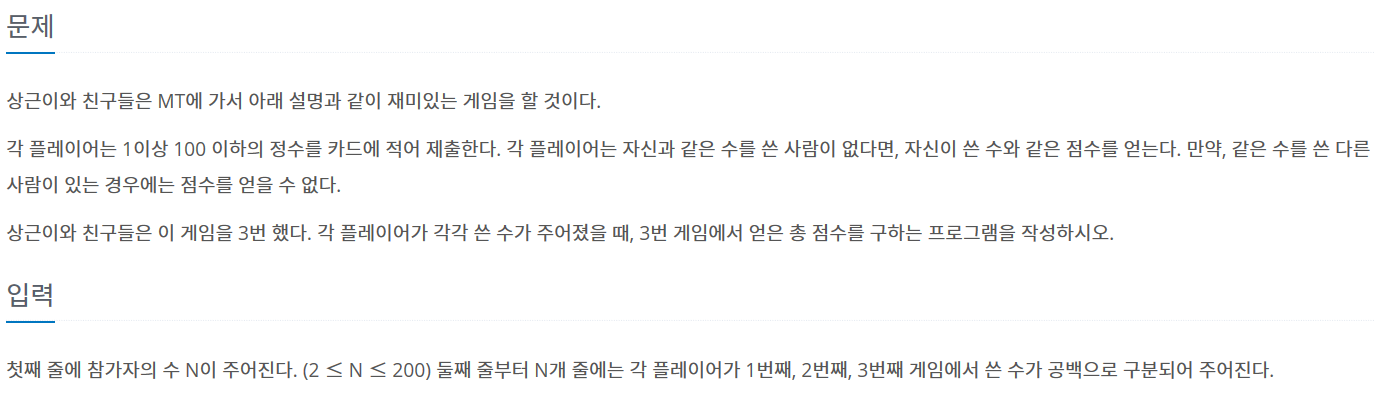 문제
상근이와 친구들은 MT에 가서 아래 설명과 같이 재미있는 게임을 할 것이다.
각 플레이어는 1이상 100 이하의 정수를 카드에 적어 제출한다. 각 플레이어는 자신과 같은 수를 쓴 사람이 없다면, 자신이 쓴 수와 같은 점수를 얻는다. 만약, 같은 수를 쓴 다른
사람이 있는 경우에는 점수를 얻을 수 없다.
상근이와 친구들은 이 게임을 3번 했다. 각 플레이어가 각각 쓴 수가 주어졌을 때, 3번 게임에서 얻은 총 점수를 구하는 프로그램을 작성하시오.
입력
첫째 줄에 참가자의 수 N이 주어진다. (2 ≤ N ≤ 200) 둘째 줄부터 N개 줄에는 각 플레이어가 1번째, 2번째, 3번째 게임에서 쓴 수가 공백으로 구분되어 주어진다.